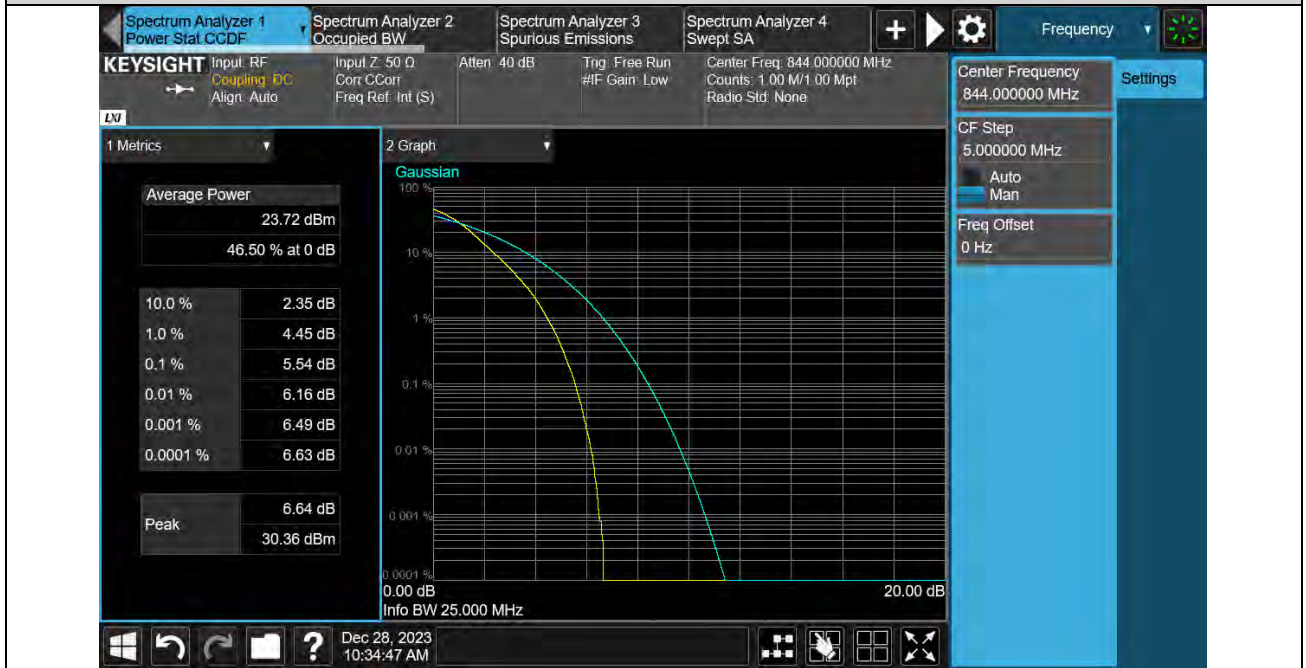 Spectrum Analyzer 1
Power Stat CCDF
Spectrum Analyzer 2
Occupied BW
Spectrum Analyzer 3
Spurious Emissions
Spectrum Analyzer 4
Swept SA
+
Frequency
KEYSIGHT
Input: RF
Coupling: DC
Align: Auto
Input Z: 50 Ω
Corr CCorr
Freq Ref: Int (S)
Atten: 40 dB
Trig: Free Run
#IF Gain: Low
Center Freq: 844.000000 MHz
Counts: 1.00 M/1.00 Mpt
Radio Std: None
LXI
Center Frequency
844.000000 MHz
Settings
CF Step
5.000000 MHz
Auto
Man
Freq Offset
0 Hz
1 Metrics
Average Power
23.72 dBm
46.50 % at 0 dB
10.0 % 2.35 dB
1.0 % 4.45 dB
0.1 % 5.54 dB
0.01 % 6.16 dB
0.001 % 6.49 dB
0.0001 % 6.63 dB
Peak
6.64 dB
30.36 dBm
2 Graph
Gaussian
100 %
10 %
1 %
0.1 %
0.01 %
0.001 %
0.0001 %
0.00 dB
20.00 dB
Info BW 25.000 MHz
?
Dec 28, 2023
10:34:47 AM